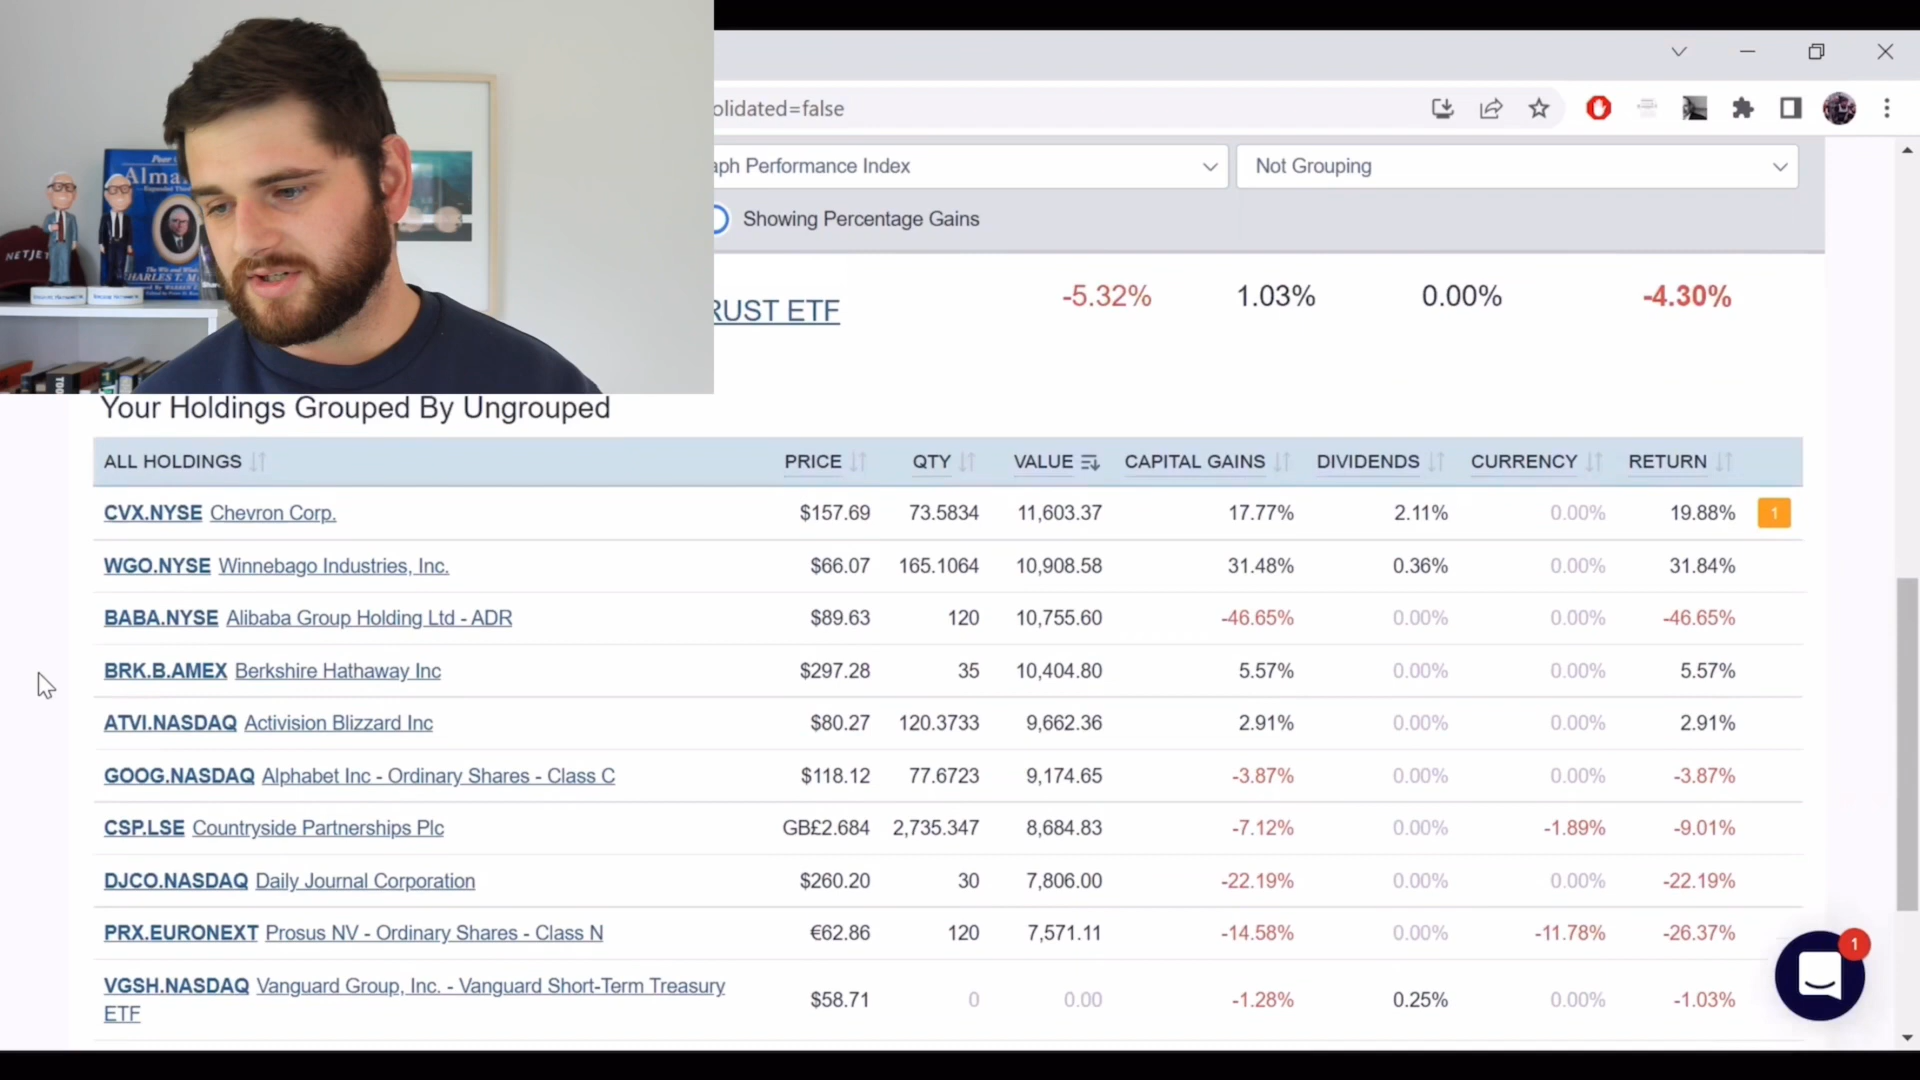 olidated=false
aph Performance Index
Not Grouping
Showing Percentage Gains
NETJET
Alma
CHARLES T. M
RUST ETF
-5.32% 1.03% 0.00% -4.30%
Your Holdings Grouped By Ungrouped
ALL HOLDINGS PRICE QTY VALUE CAPITAL GAINS DIVIDENDS CURRENCY RETURN
CVX.NYSE Chevron Corp. $157.69 73.5834 11,603.37 17.77% 2.11% 0.00% 19.88% 1
WGO.NYSE Winnebago Industries, Inc. $66.07 165.1064 10,908.58 31.48% 0.36% 0.00% 31.84%
BABA.NYSE Alibaba Group Holding Ltd - ADR $89.63 120 10,755.60 -46.65% 0.00% 0.00% -46.65%
BRK.B.AMEX Berkshire Hathaway Inc $297.28 35 10,404.80 5.57% 0.00% 0.00% 5.57%
ATVI.NASDAQ Activision Blizzard Inc $80.27 120.3733 9,662.36 2.91% 0.00% 0.00% 2.91%
GOOG.NASDAQ Alphabet Inc - Ordinary Shares - Class C $118.12 77.6723 9,174.65 -3.87% 0.00% 0.00% -3.87%
CSP.LSE Countryside Partnerships Plc GB£2.684 2,735.347 8,684.83 -7.12% 0.00% -1.89% -9.01%
DJCO.NASDAQ Daily Journal Corporation $260.20 30 7,806.00 -22.19% 0.00% 0.00% -22.19%
PRX.EURONEXT Prosus NV - Ordinary Shares - Class N €62.86 120 7,571.11 -14.58% 0.00% -11.78% -26.37%
VGSH.NASDAQ Vanguard Group, Inc. - Vanguard Short-Term Treasury
ETF $58.71 0 0.00 -1.28% 0.25% 0.00% -1.03%
1